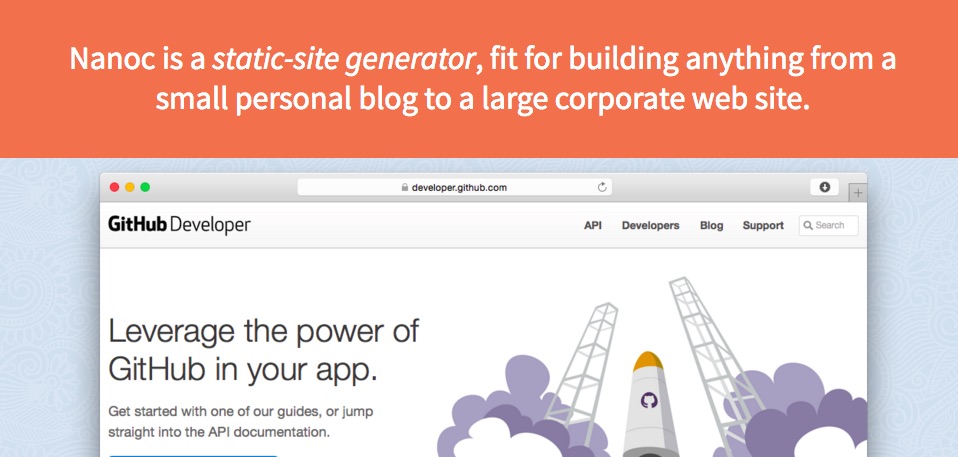 Nanoc is a static-site generator, fit for building anything from a
small personal blog to a large corporate web site.
developer.github.com
GitHub Developer
API Developers Blog Support Search
Leverage the power of
GitHub in your app.
Get started with one of our guides, or jump
straight into the API documentation.